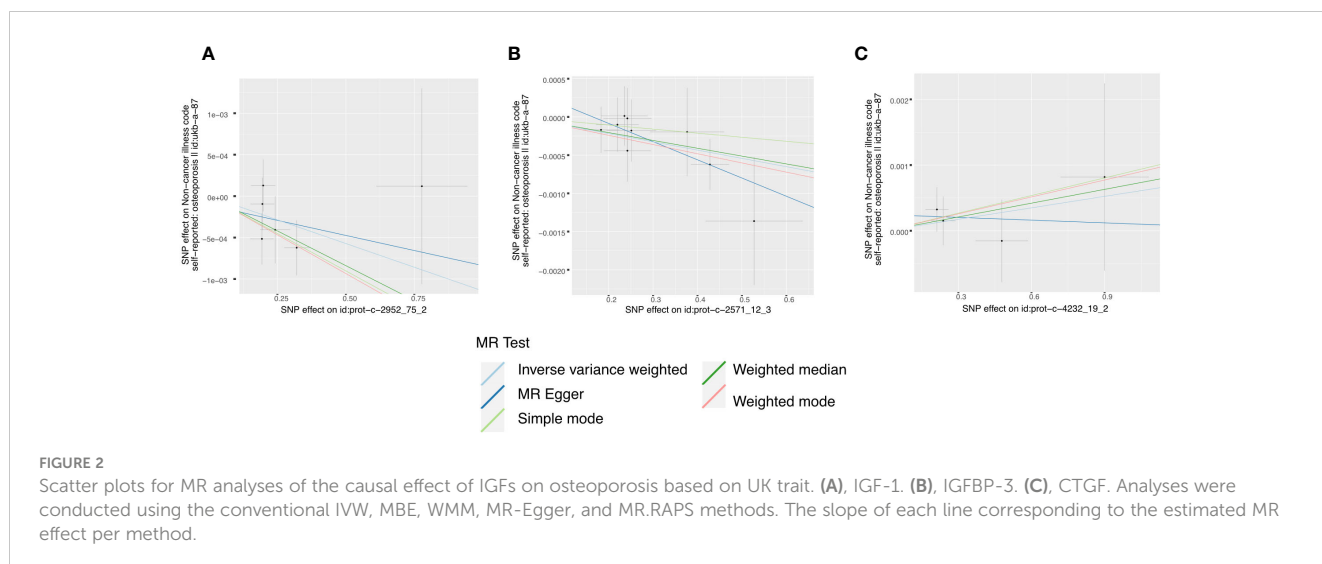 A
B
C
SNP effect on Non-cancer illness code
self-reported: osteoporosis II id:ukb-a-87
1e-03
5e-04
0e+00
-5e-04
-1e-03
0.25
0.50
0.75
SNP effect on id:prot-c-2952_75_2
SNP effect on Non-cancer illness code
self-reported: osteoporosis II id:ukb-a-87
0.0005
0.0000
-0.0005
-0.0010
-0.0015
-0.0020
0.2
0.3
0.4
0.5
0.6
SNP effect on id:prot-c-2571_12_3
SNP effect on Non-cancer illness code
self-reported: osteoporosis II id:ukb-a-87
0.002
0.001
0.000
0.3
0.6
0.9
SNP effect on id:prot-c-4232_19_2
MR Test
Inverse variance weighted
MR Egger
Simple mode
Weighted median
Weighted mode
FIGURE 2
Scatter plots for MR analyses of the causal effect of IGFs on osteoporosis based on UK trait. (A), IGF-1. (B), IGFBP-3. (C), CTGF. Analyses were
conducted using the conventional IVW, MBE, WMM, MR-Egger, and MR.RAPS methods. The slope of each line corresponding to the estimated MR
effect per method.